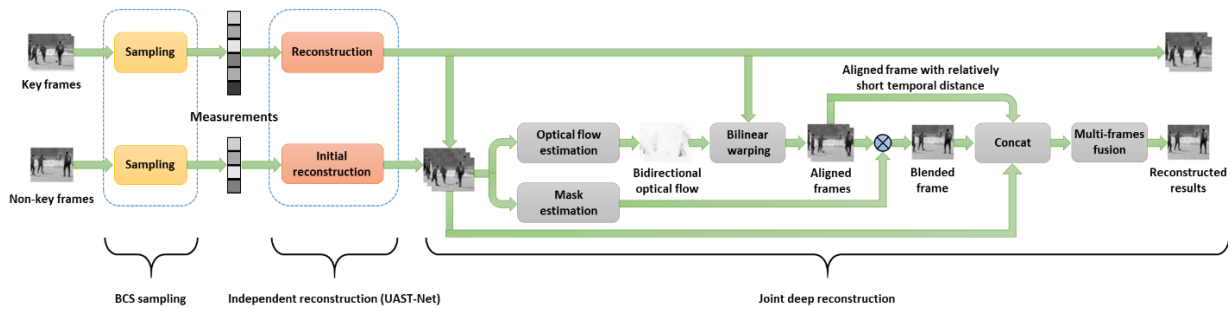 Key frames
Sampling
Measurements
Reconstruction
Non-key frames
Sampling
Initial
reconstruction
Optical flow
estimation
Mask
estimation
Bidirectional
optical flow
Bilinear
warping
Aligned frame with relatively
short temporal distance
Aligned
frames
Blended
frame
Concat
Multi-frames
fusion
Reconstructed
results
BCS sampling
Independent reconstruction (UAST-Net)
Joint deep reconstruction